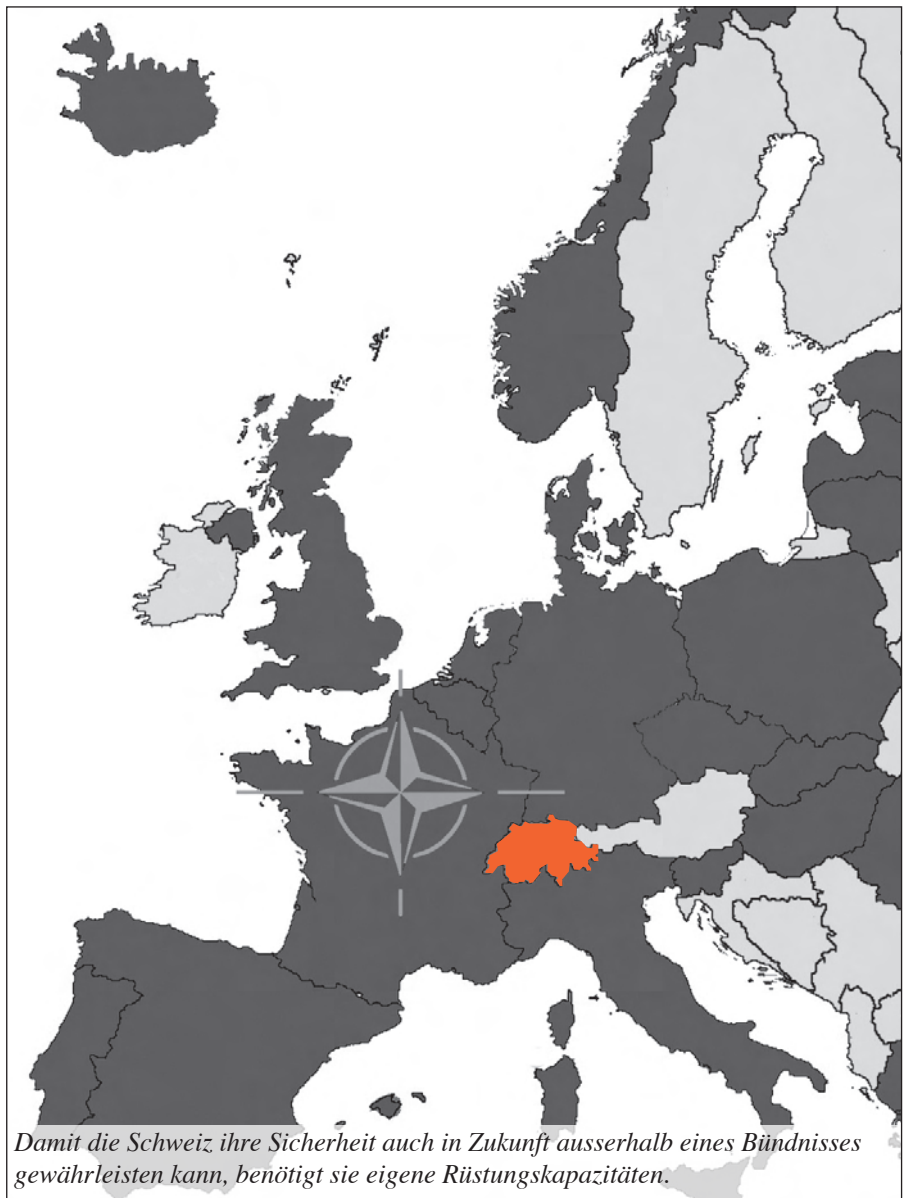 Damit die Schweiz ihre Sicherheit auch in Zukunft ausserhalb eines Bündnisses
gewährleisten kann, benötigt sie eigene Rüstungskapazitäten.